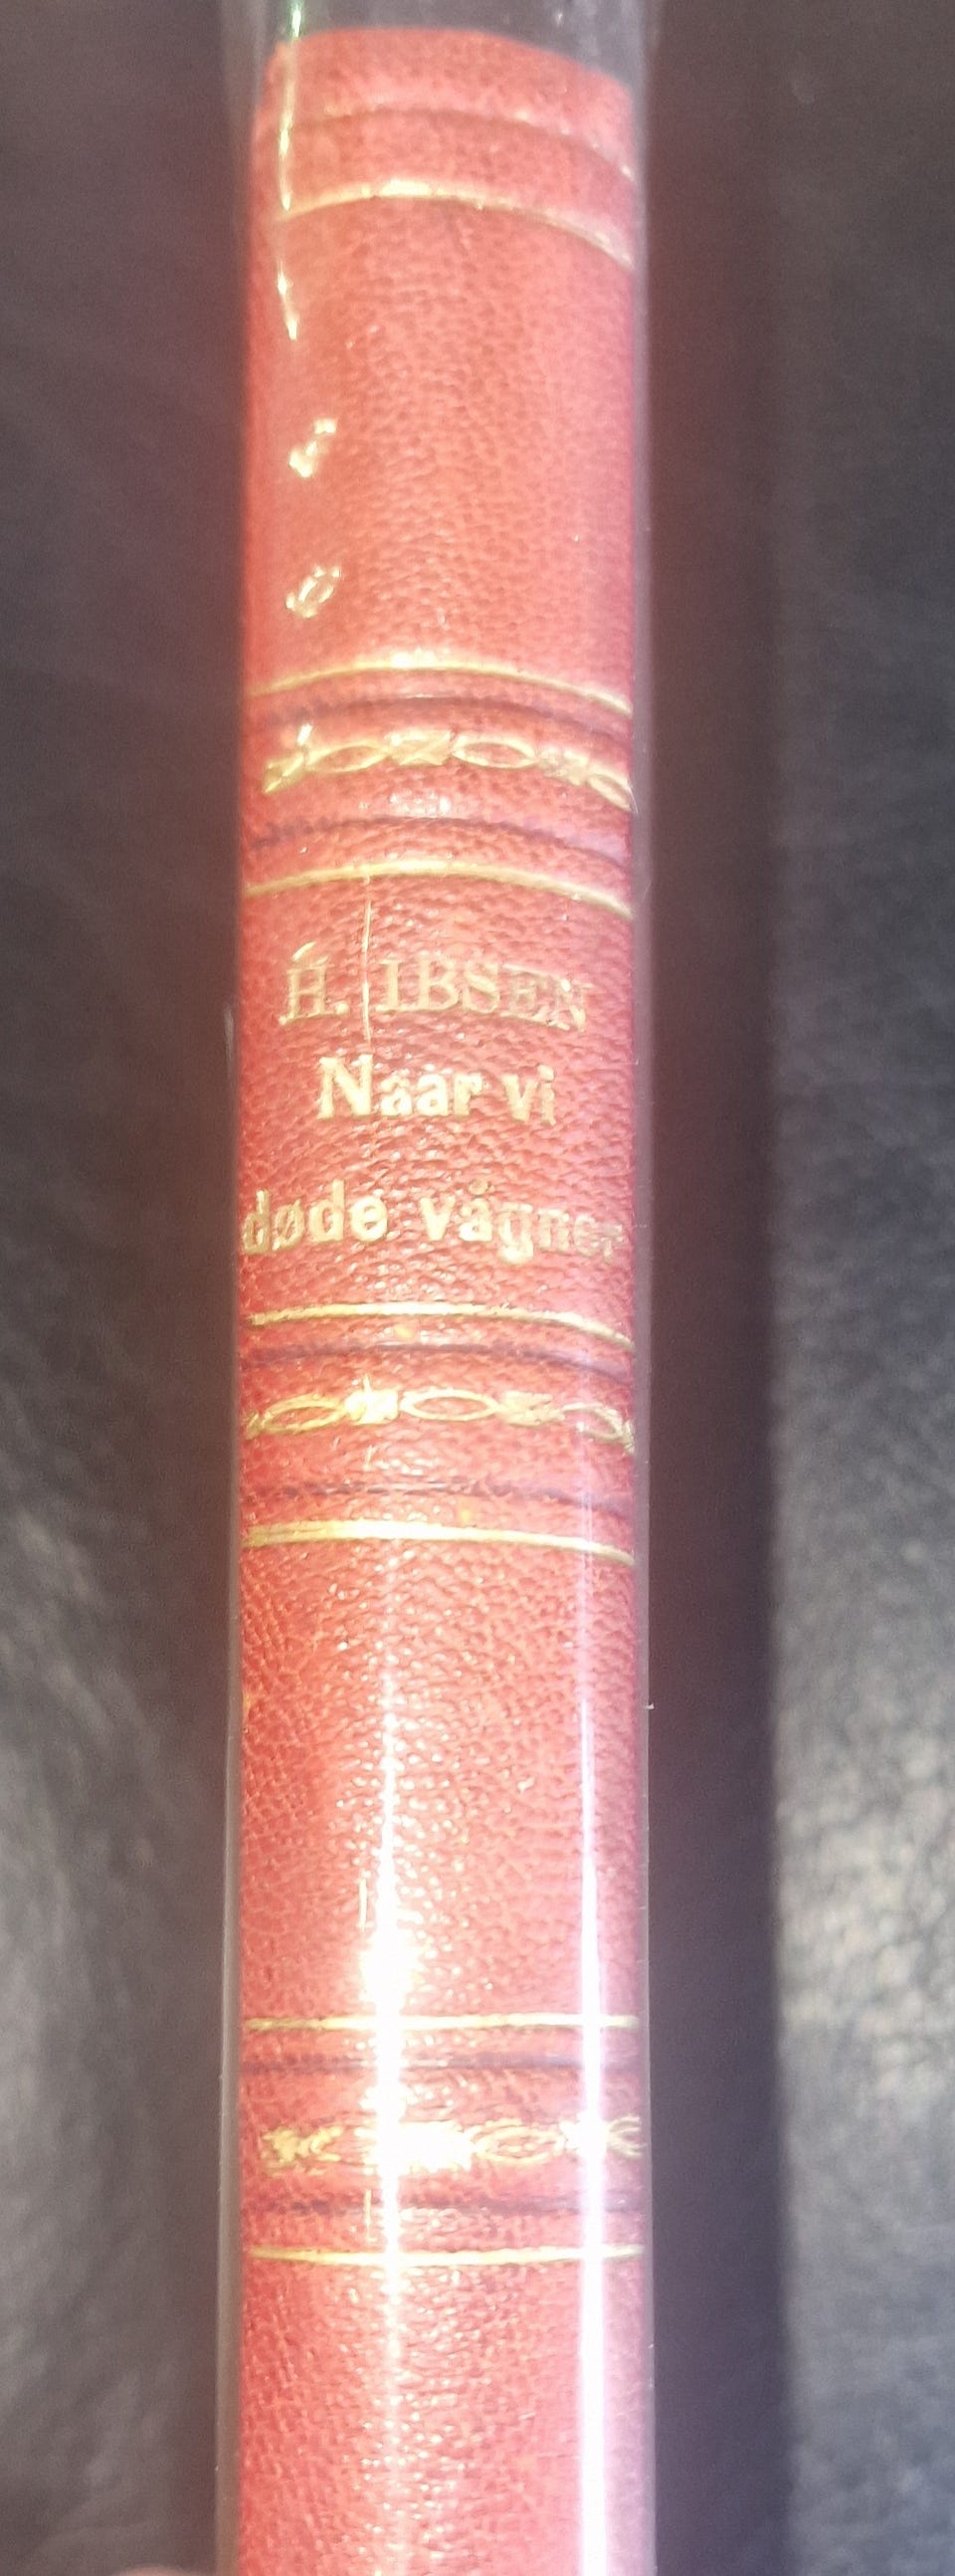 H. IBSEN
Naar vi
døde vågner